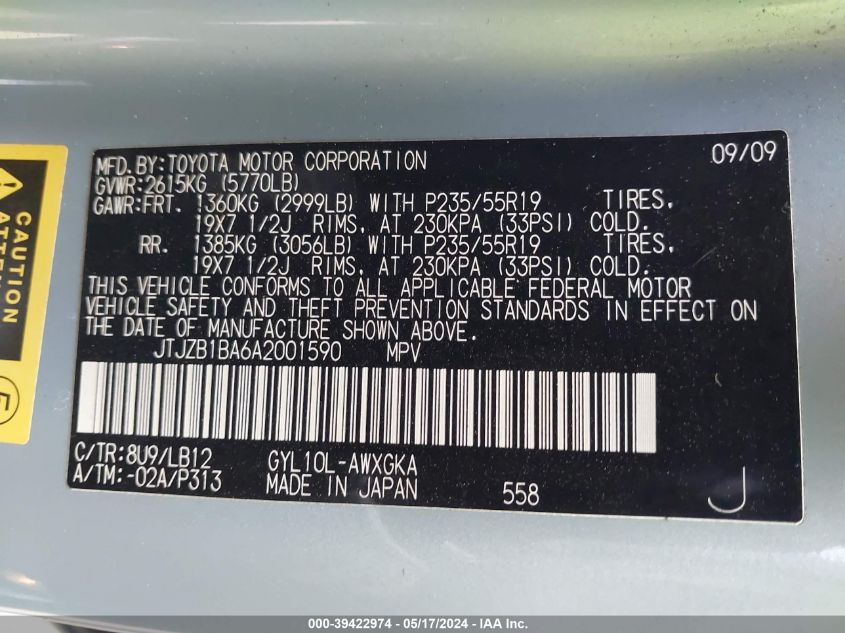 MFD. BY: TOYOTA MOTOR CORPORATION 09/09
GVWR: 2615KG (5770LB)
GAWR: FRT. 1360KG (2999LB) WITH P235/55R19 TIRES,
19X7 1/2J RIMS, AT 230KPA (33PSI) COLD.
RR. 1385KG (3056LB) WITH P235/55R19 TIRES,
19X7 1/2J RIMS, AT 230KPA (33PSI) COLD.
THIS VEHICLE CONFORMS TO ALL APPLICABLE FEDERAL MOTOR
VEHICLE SAFETY AND THEFT PREVENTION STANDARDS IN EFFECT ON
THE DATE OF MANUFACTURE SHOWN ABOVE.
JTJZB1BA6A2001590 MPV
C/TR: 8U9/LB12 GYL10L-AWXGKA
A/TM: -02A/P313 MADE IN JAPAN 558 J
CAUTION
000-39422974 - 05/17/2024 - IAA Inc.